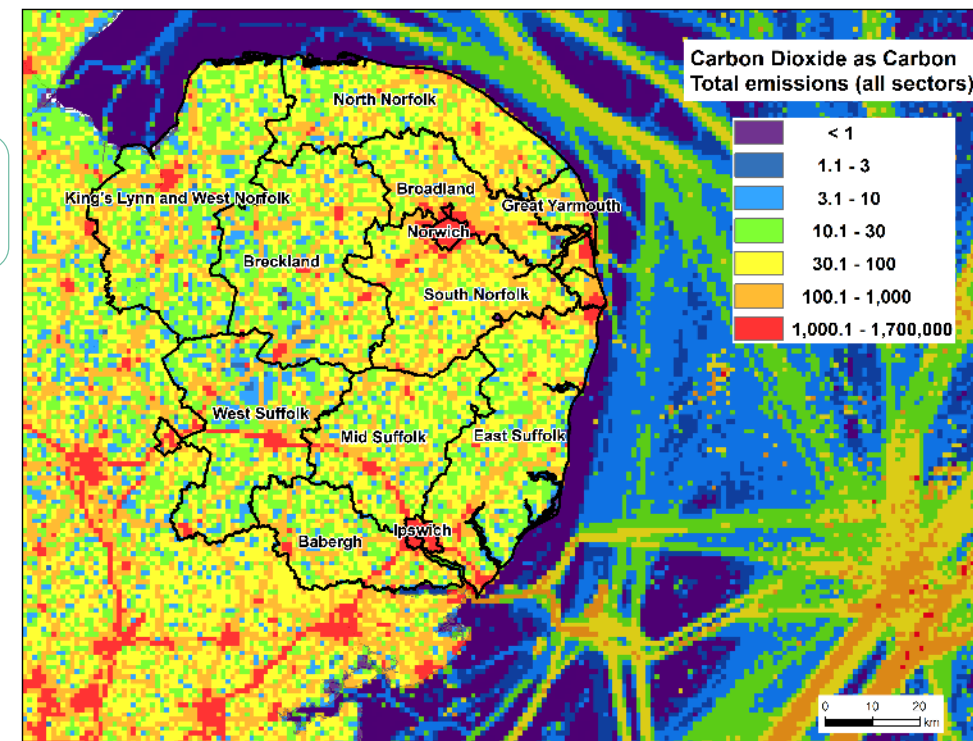 Carbon Dioxide as Carbon
Total emissions (all sectors)
< 1
1.1 - 3
3.1 - 10
10.1 - 30
30.1 - 100
100.1 - 1,000
1,000.1 - 1,700,000
North Norfolk
King's Lynn and West Norfolk
Broadland
Great Yarmouth
Norwich
Breckland
South Norfolk
West Suffolk
Mid Suffolk
East Suffolk
Ipswich
Babergh
0 10 20
km